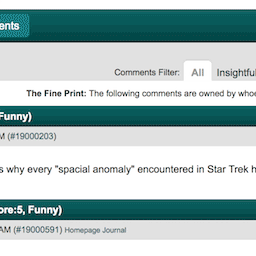 ents
Comments Filter: All Insightful
The Fine Print: The following comments are owned by whoe
Funny)
M (#19000203)
s why every "spacial anomaly" encountered in Star Trek h
ore:5, Funny)
AM (#19000591) Homepage Journal